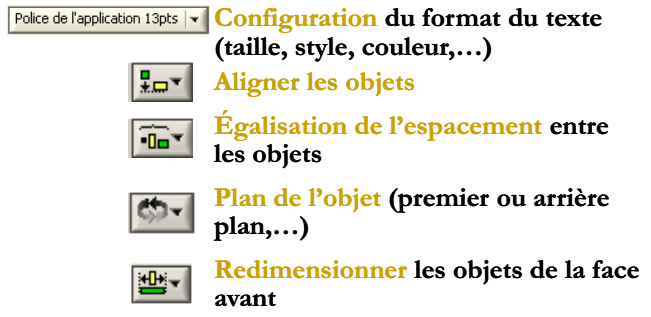 Police de l'application 13pts
Configuration du format du texte
(taille, style, couleur,…)
Aligner les objets
Égalisation de l’espacement entre
les objets
Plan de l’objet (premier ou arrière
plan,…)
Redimensionner les objets de la face
avant